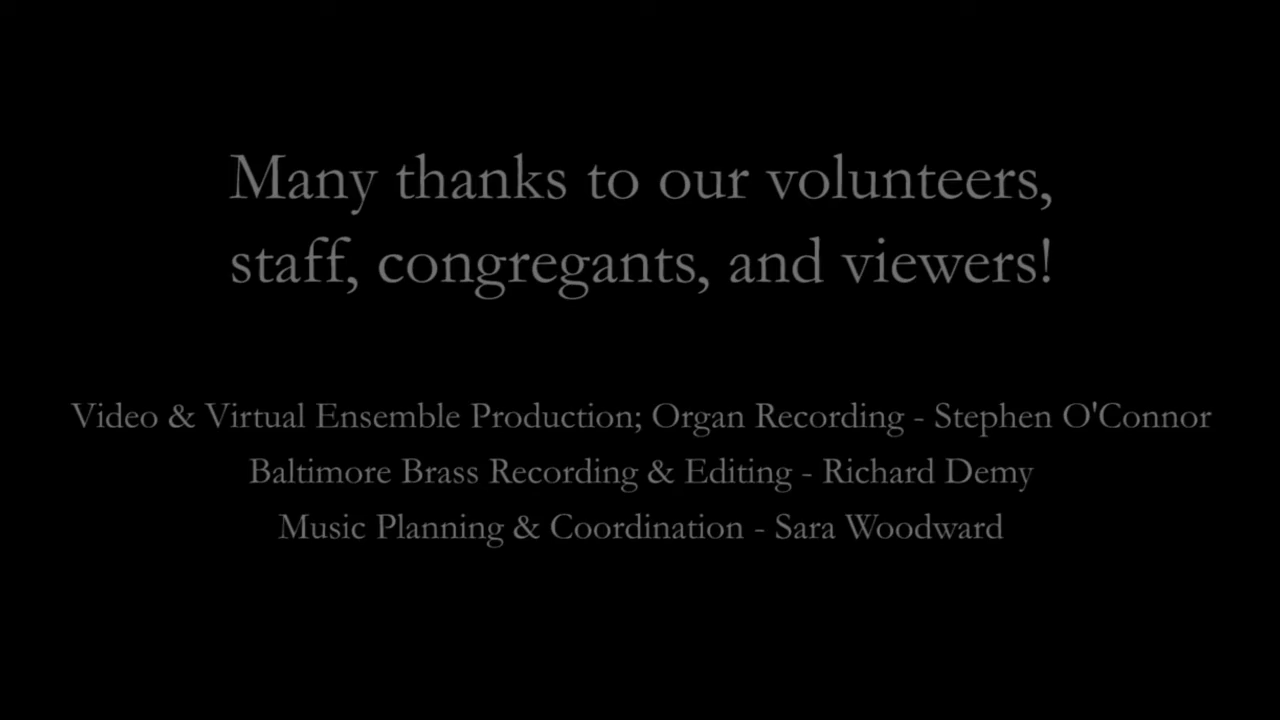 Many thanks to our volunteers,
staff, congregants, and viewers!
Video & Virtual Ensemble Production; Organ Recording - Stephen O'Connor
Baltimore Brass Recording & Editing - Richard Demy
Music Planning & Coordination - Sara Woodward